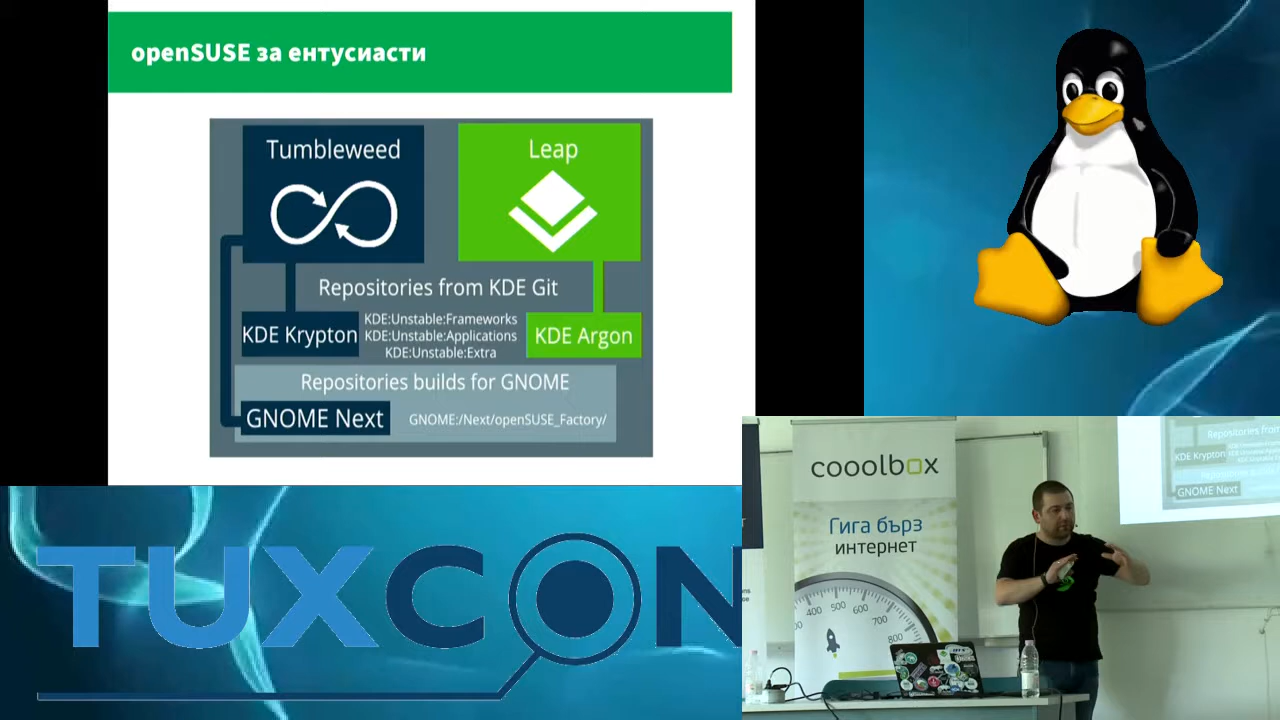 openSUSE за ентусиасти
Tumbleweed
Leap
Repositories from KDE Git
KDE Krypton
KDE:Unstable:Frameworks
KDE:Unstable:Applications
KDE:Unstable:Extra
KDE Argon
Repositories builds for GNOME
GNOME Next
GNOME:/Next/openSUSE_Factory/
TUXCON
cooolbox
Гига бърз
интернет
400
500
600
700
800
KDE Krypton
GNOME Next